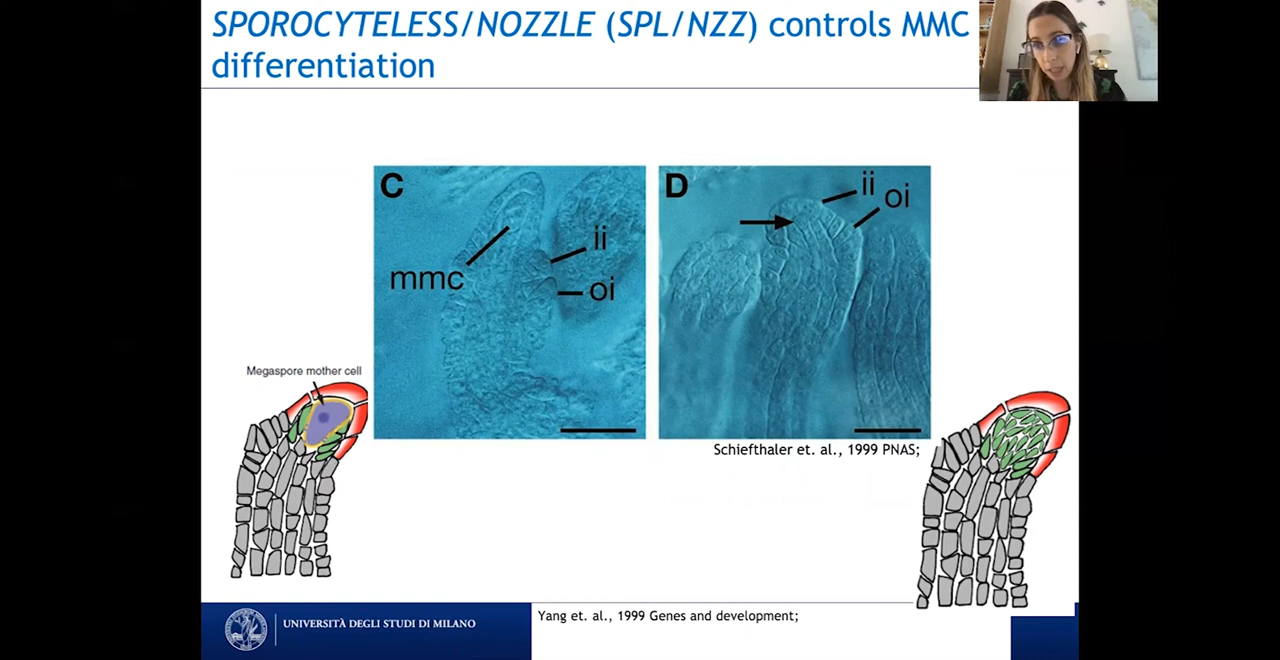 SPOROCYTELESS/NOZZLE (SPL/NZZ) controls MMC
differentiation
C
mmc
ii
oi
D
ii
oi
Megaspore mother cell
Schiefthaler et. al., 1999 PNAS;
UNIVERSITÀ DEGLI STUDI DI MILANO
Yang et. al., 1999 Genes and development;